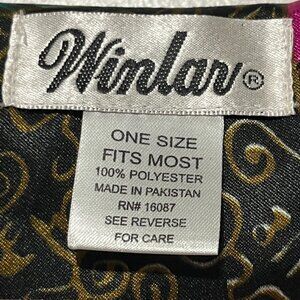 Winlar®
ONE SIZE
FITS MOST
100% POLYESTER
MADE IN PAKISTAN
RN# 16087
SEE REVERSE
FOR CARE